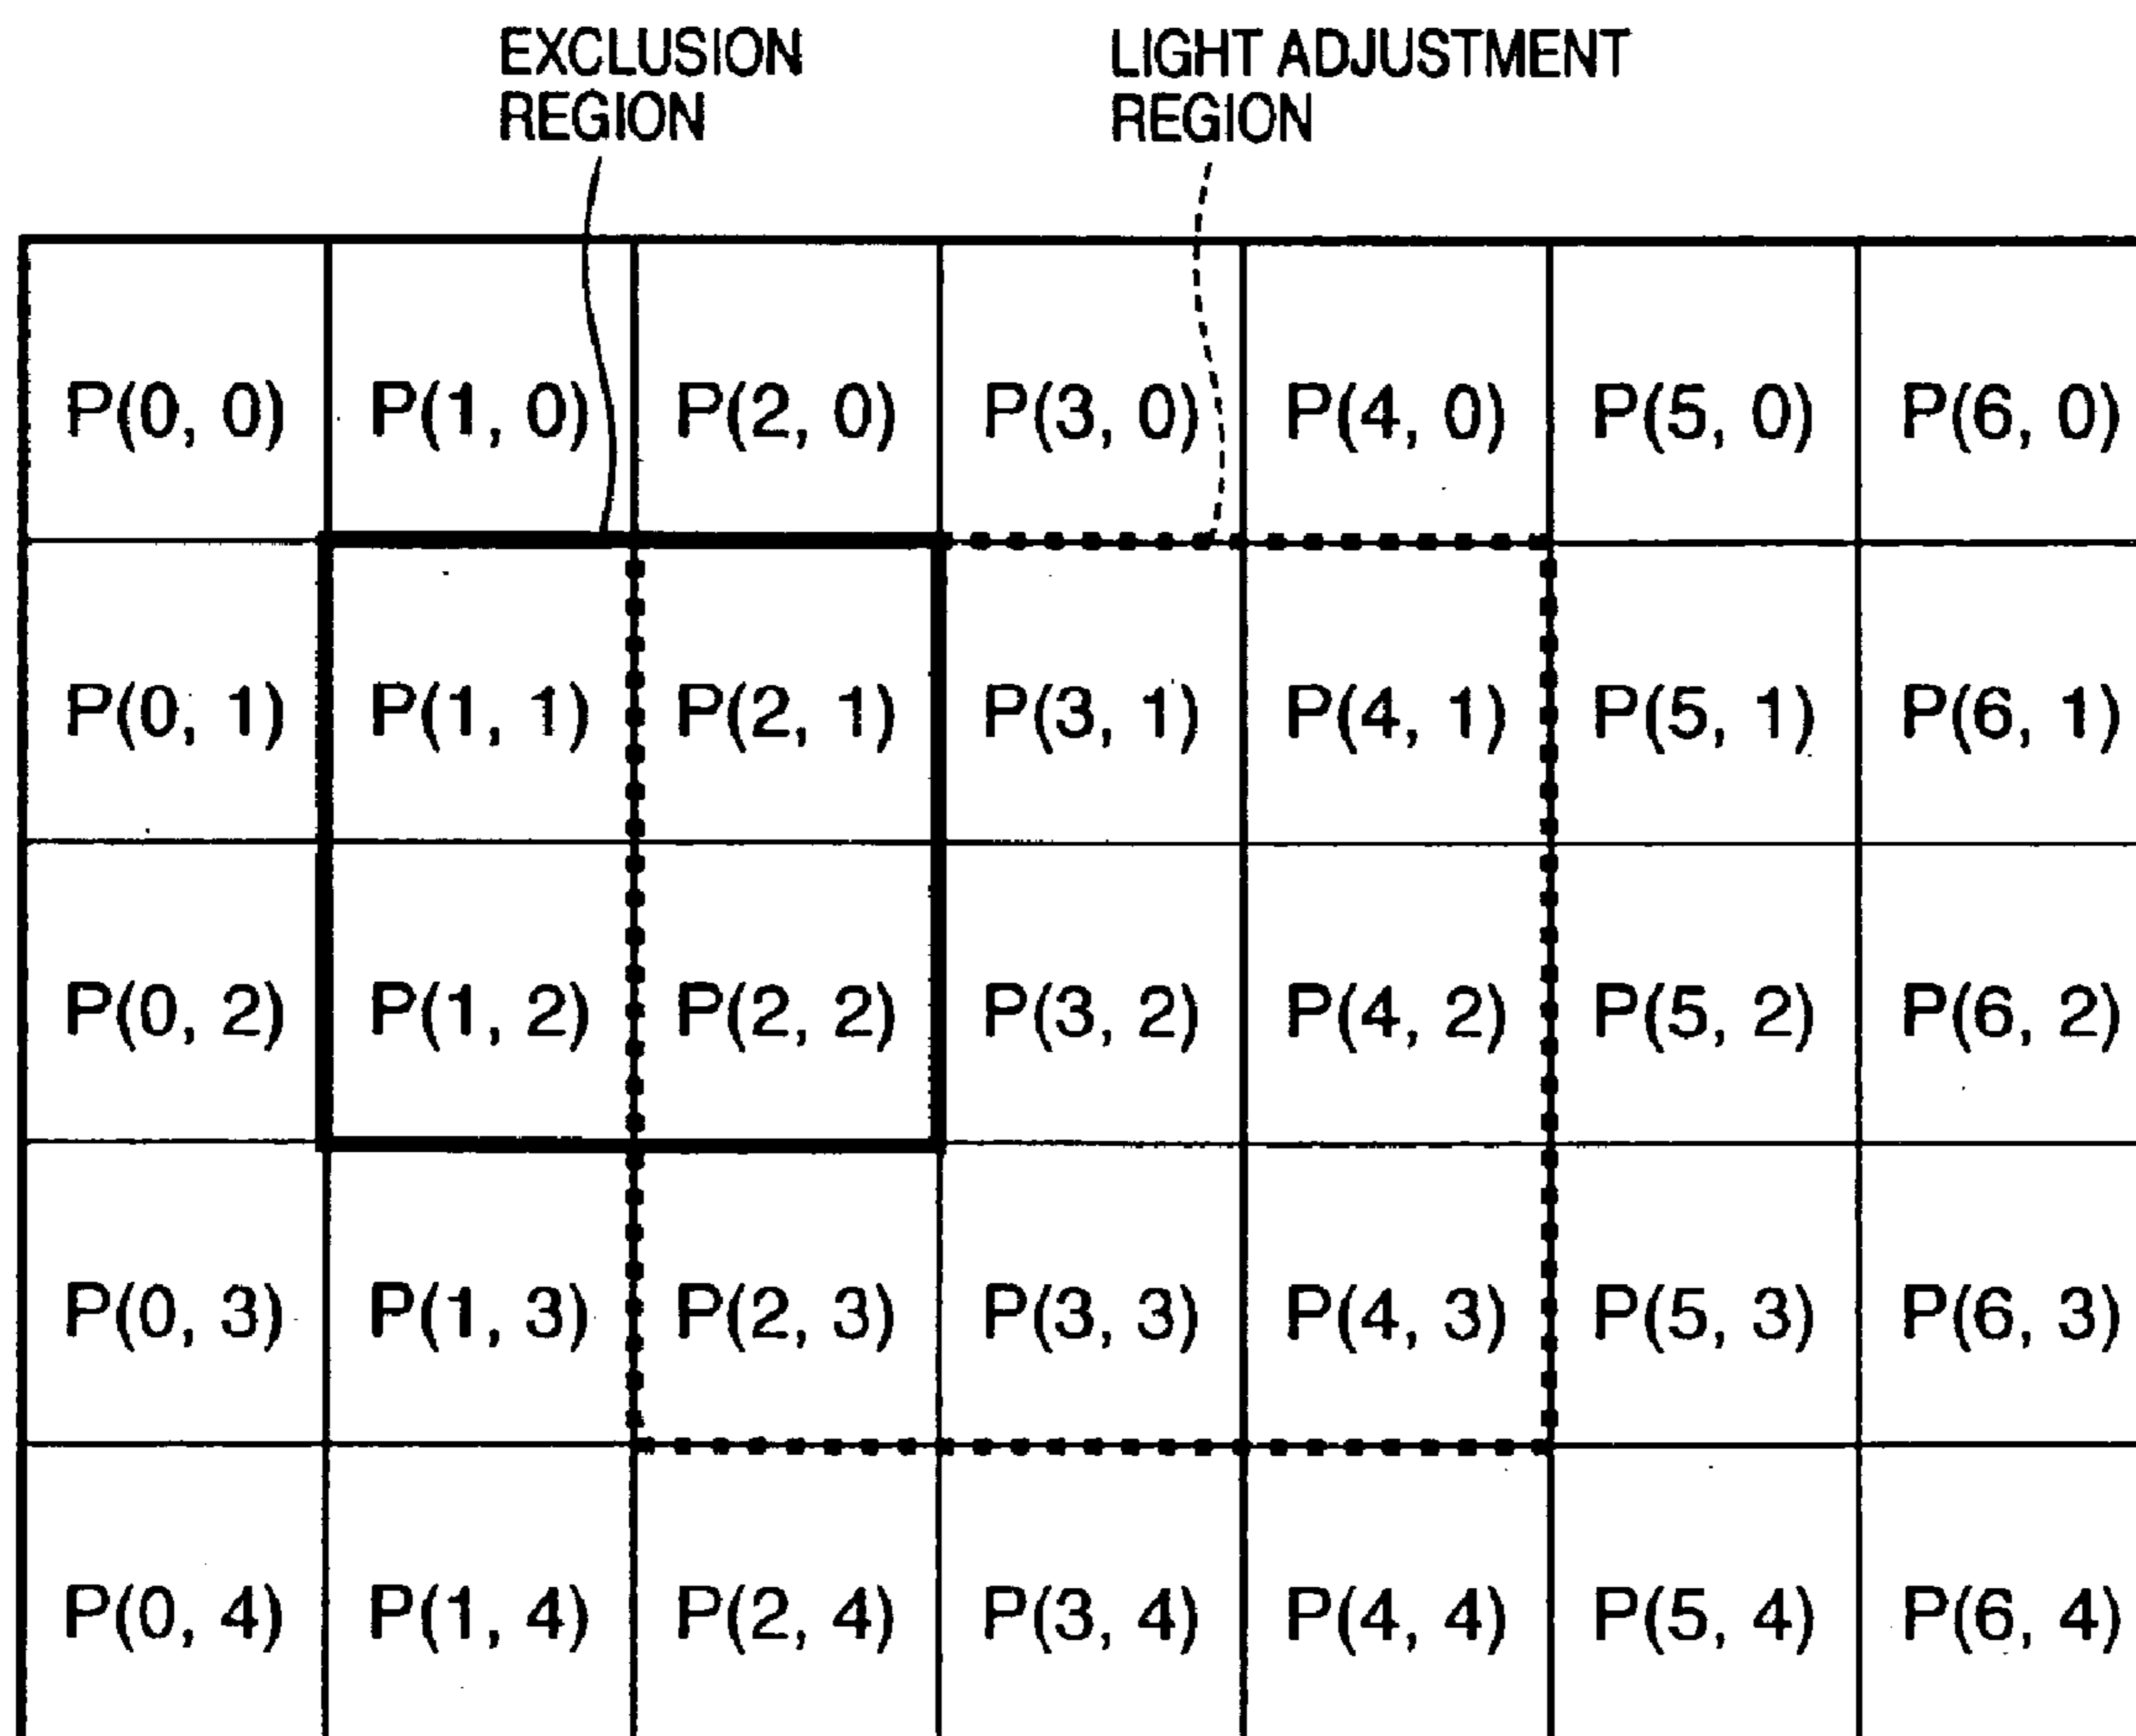 EXCLUSION
REGION
LIGHT ADJUSTMENT
REGION
P(0, 0) P(1, 0) P(2, 0) P(3, 0) P(4, 0) P(5, 0) P(6, 0)
P(0, 1) P(1, 1) P(2, 1) P(3, 1) P(4, 1) P(5, 1) P(6, 1)
P(0, 2) P(1, 2) P(2, 2) P(3, 2) P(4, 2) P(5, 2) P(6, 2)
P(0, 3) P(1, 3) P(2, 3) P(3, 3) P(4, 3) P(5, 3) P(6, 3)
P(0, 4) P(1, 4) P(2, 4) P(3, 4) P(4, 4) P(5, 4) P(6, 4)